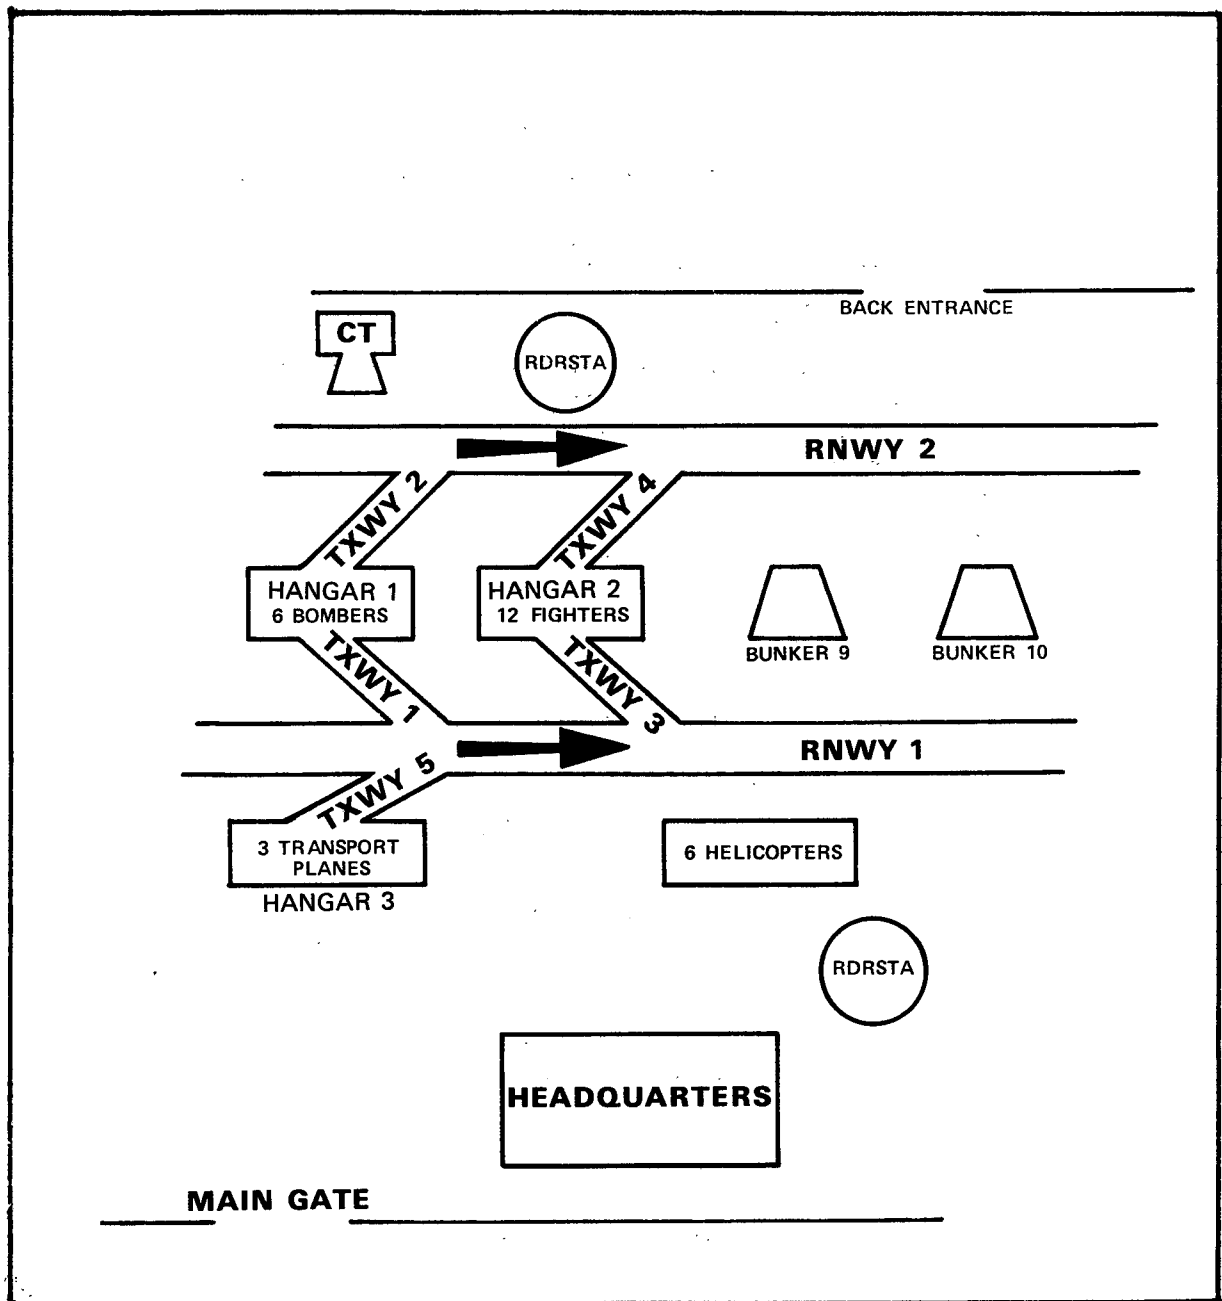 BACK ENTRANCE
CT
RDRSTA
RNWY 2
TXWY 2
TXWY 4
HANGAR 1
6 BOMBERS
HANGAR 2
12 FIGHTERS
BUNKER 9
BUNKER 10
TXWY 1
TXWY 3
RNWY 1
TXWY 5
3 TRANSPORT
PLANES
HANGAR 3
6 HELICOPTERS
RDRSTA
HEADQUARTERS
MAIN GATE